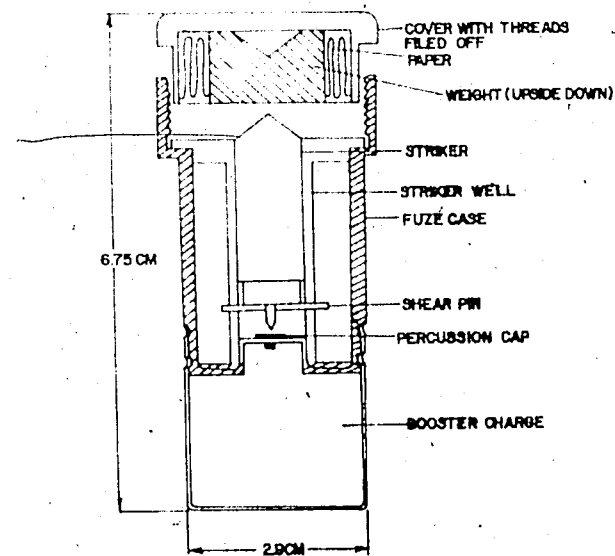 COVER WITH THREADS
FILED OFF
PAPER
WEIGHT (UPSIDE DOWN)
STRIKER
STRIKER WELL
FUZE CASE
6.75 CM
SHEAR PIN
PERCUSSION CAP
BOOSTER CHARGE
2.9CM